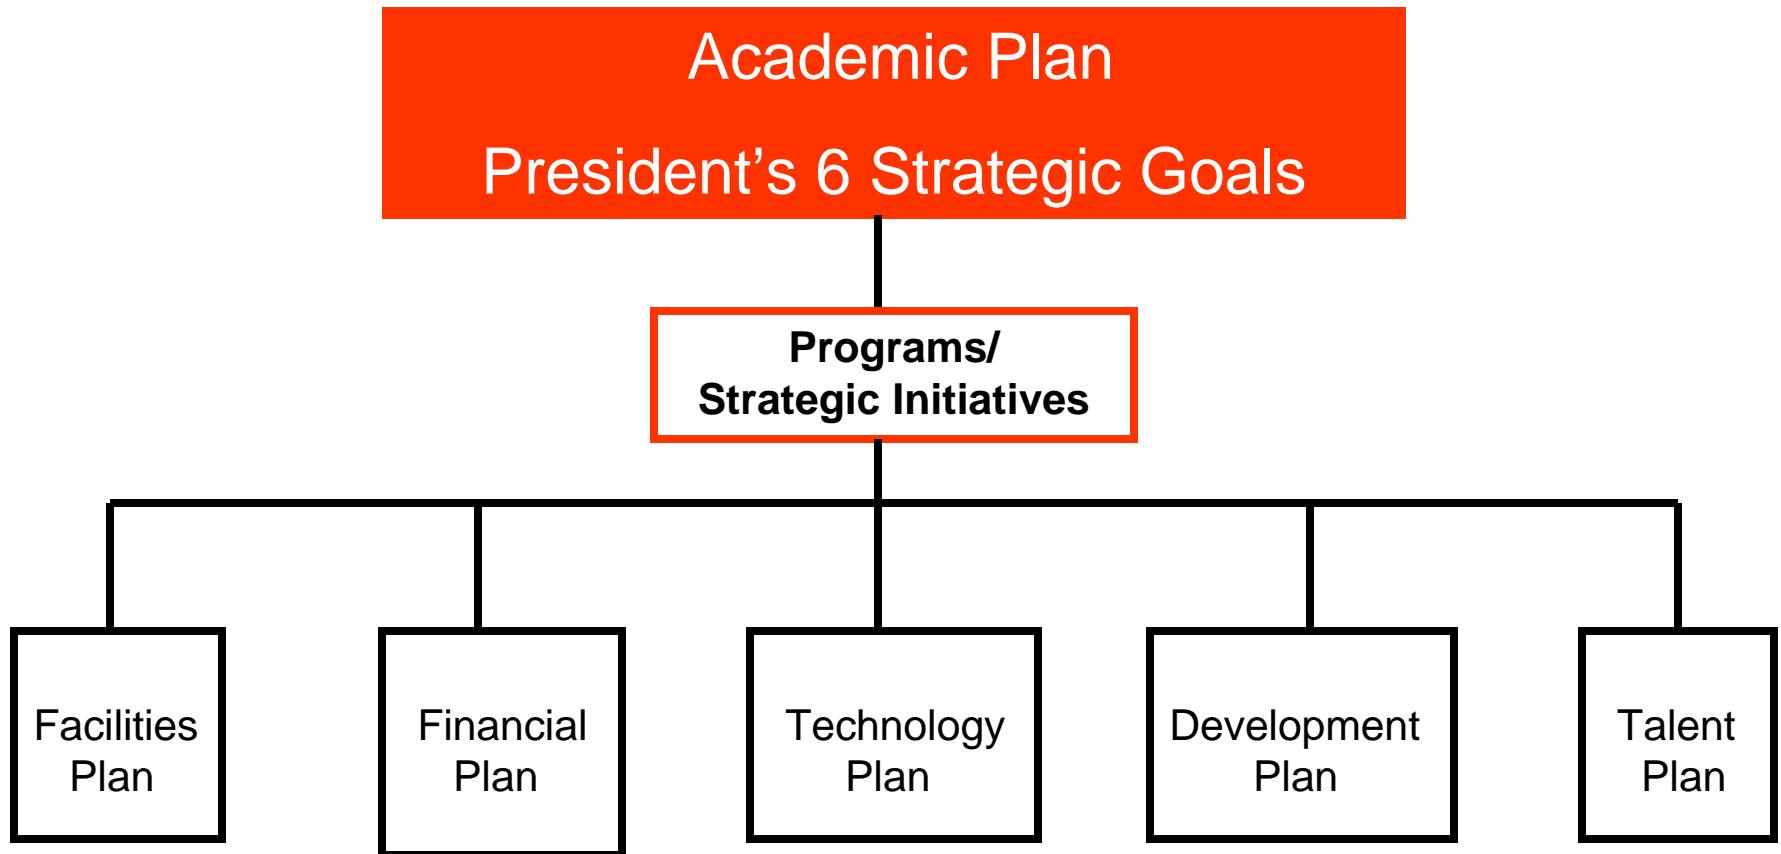 Academic Plan
President’s 6 Strategic Goals
Programs/
Strategic Initiatives
Facilities
Plan
Financial
Plan
Technology
Plan
Development
Plan
Talent
Plan